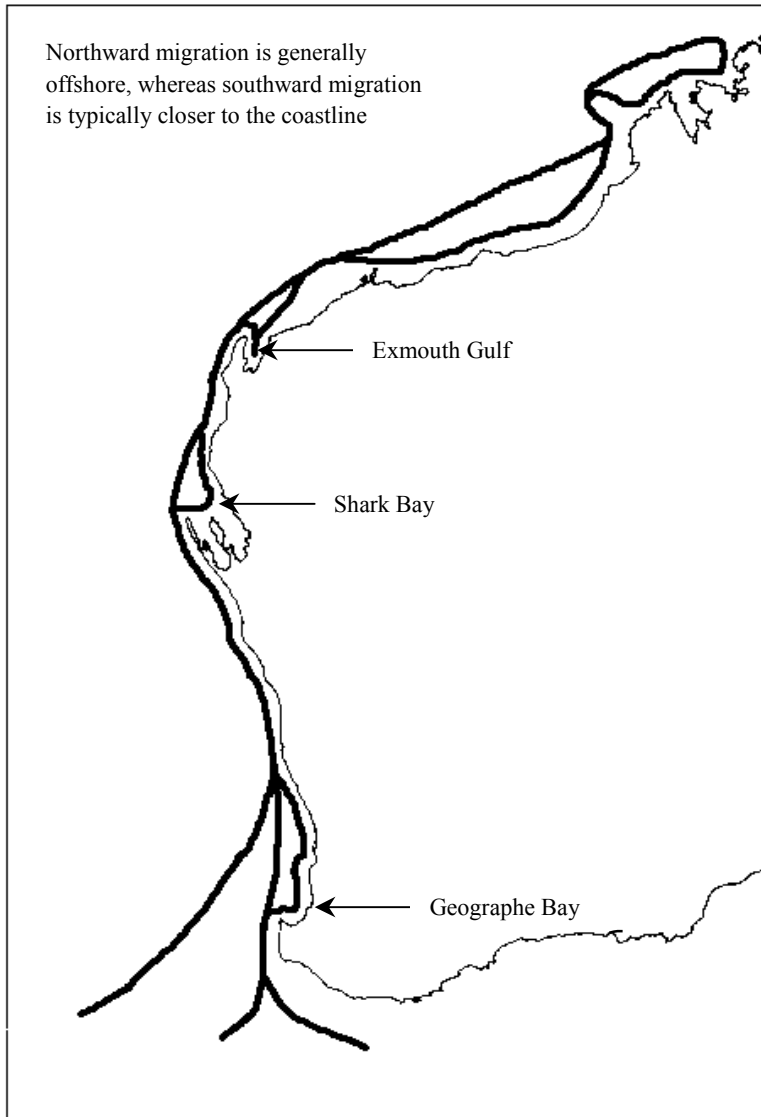 Northward migration is generally
offshore, whereas southward migration
is typically closer to the coastline
Exmouth Gulf
Shark Bay
Geographe Bay